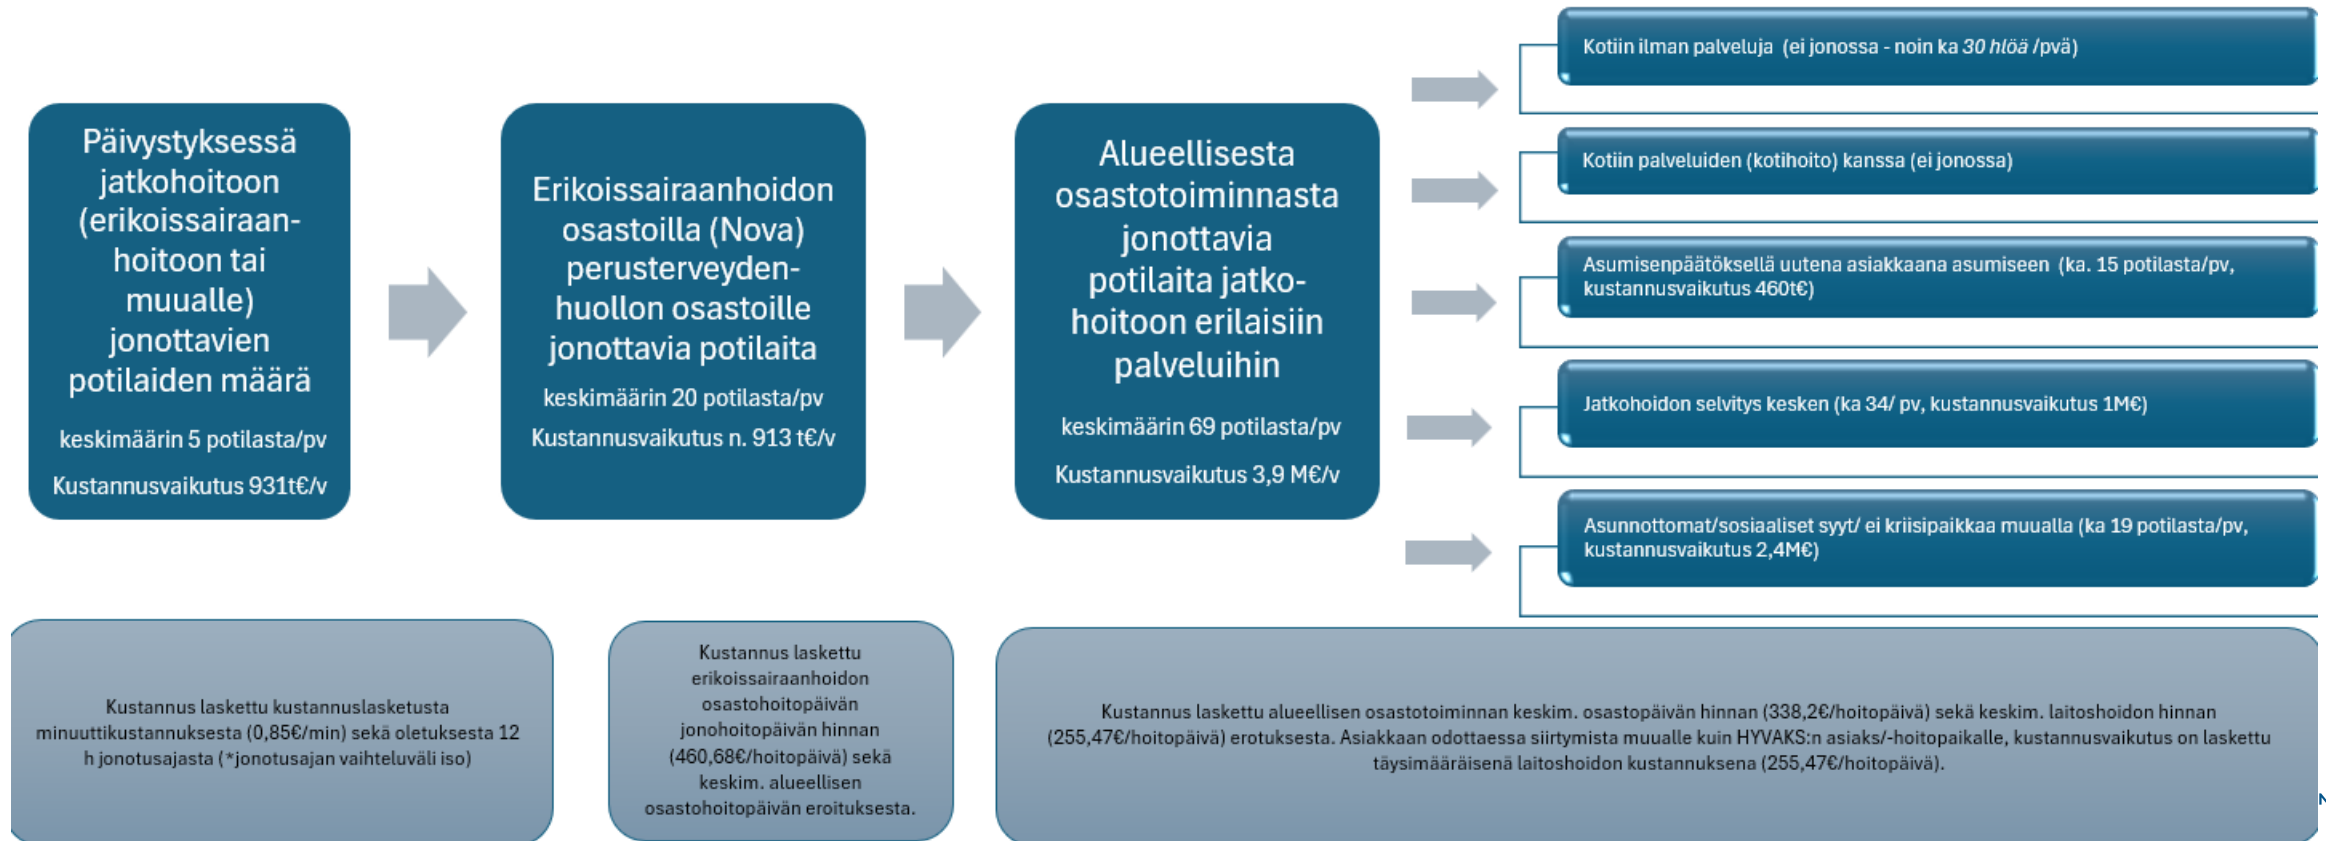 Päivystyksessä
jatkohoitoon
(erikoissairaan-
hoitoon tai
muualle)
jonottavien
potilaiden määrä
keskimäärin 5 potilasta/pv
Kustannusvaikutus 931t€/v
Erikoissairaanhoidon
osastoilla (Nova)
perusterveyden-
huollon osastoille
jonottavia potilaita
keskimäärin 20 potilasta/pv
Kustannusvaikutus n. 913 t€/v
Alueellisesta
osastotoiminnasta
jonottavia
potilaita jatko-
hoitoon erilaisiin
palveluihin
keskimäärin 69 potilasta/pv
Kustannusvaikutus 3,9 M€/v
Kotiin ilman palveluja (ei jonossa - noin ka 30 hlöä /pvä)
Kotiin palveluiden (kotihoito) kanssa (ei jonossa)
Asumisenpäätöksellä uutena asiakkaana asumiseen (ka. 15 potilasta/pv,
kustannusvaikutus 460t€)
Jatkohoidon selvitys kesken (ka 34/ pv, kustannusvaikutus 1M€)
Asunnottomat/sosiaaliset syyt/ ei kriisipaikkaa muualla (ka 19 potilasta/pv,
kustannusvaikutus 2,4M€)
Kustannus laskettu kustannuslasketusta
minuuttikustannuksesta (0,85€/min) sekä oletuksesta 12
h jonotusajasta (*jonotusajan vaihteluväli iso)
Kustannus laskettu
erikoissairaanhoidon
osastohoitopäivän
jonohoitopäivän hinnan
(460,68€/hoitopäivä) sekä
keskim. alueellisen
osastohoitopäivän eroituksesta.
Kustannus laskettu alueellisen osastotoiminnan keskim. osastopäivän hinnan (338,2€/hoitopäivä) sekä keskim. laitoshoidon hinnan
(255,47€/hoitopäivä) erotuksesta. Asiakkaan odottaessa siirtymista muualle kuin HYVAKS:n asiaks/-hoitopaikalle, kustannusvaikutus on laskettu
täysimääräisenä laitoshoidon kustannuksena (255,47€/hoitopäivä).